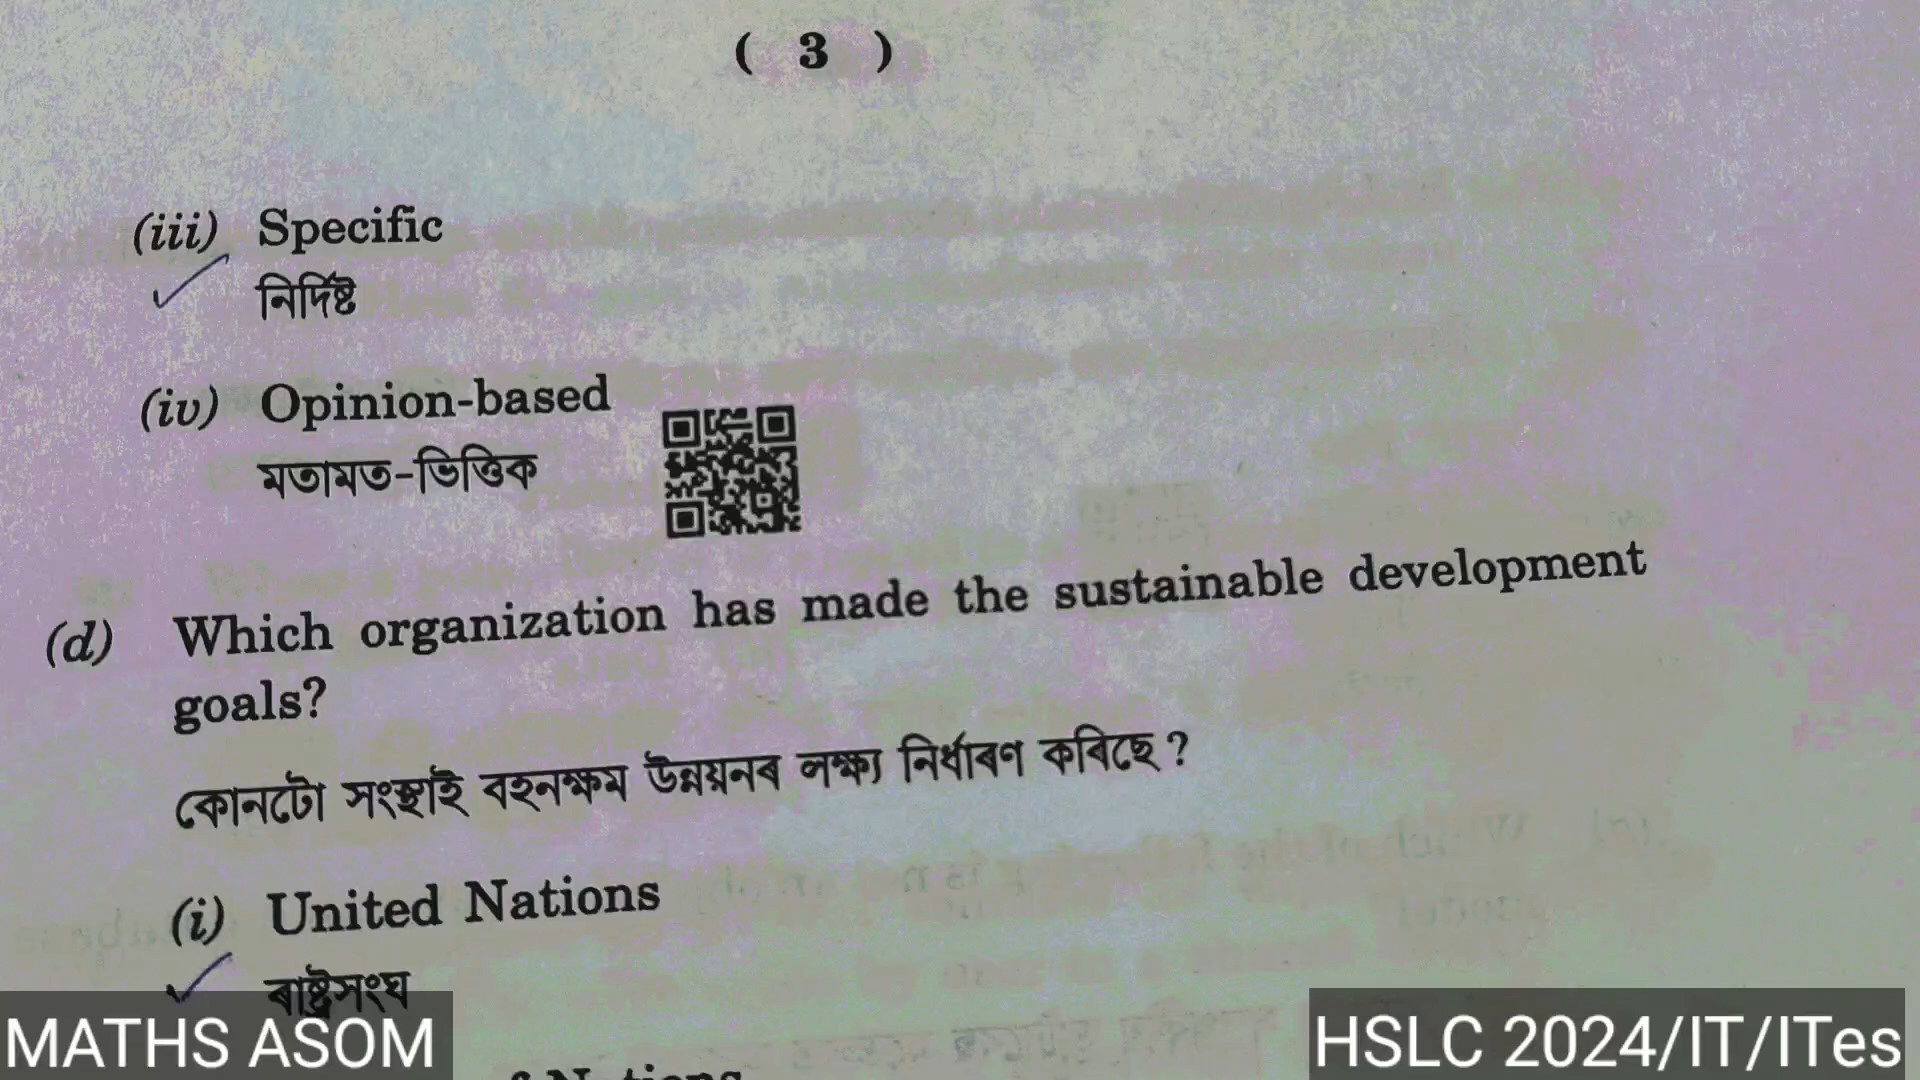 ( 3 )
(iii) Specific
নিৰ্দিষ্ট
(iv) Opinion-based
মতামত-ভিত্তিক
(d) Which organization has made the sustainable development
goals?
কোনটো সংস্থাই বহনক্ষম উন্নয়নৰ লক্ষ্য নিৰ্ধাৰণ কৰিছে ?
(i) United Nations
ৰাষ্ট্ৰসংঘ
MATHS ASOM
HSLC 2024/IT/ITes